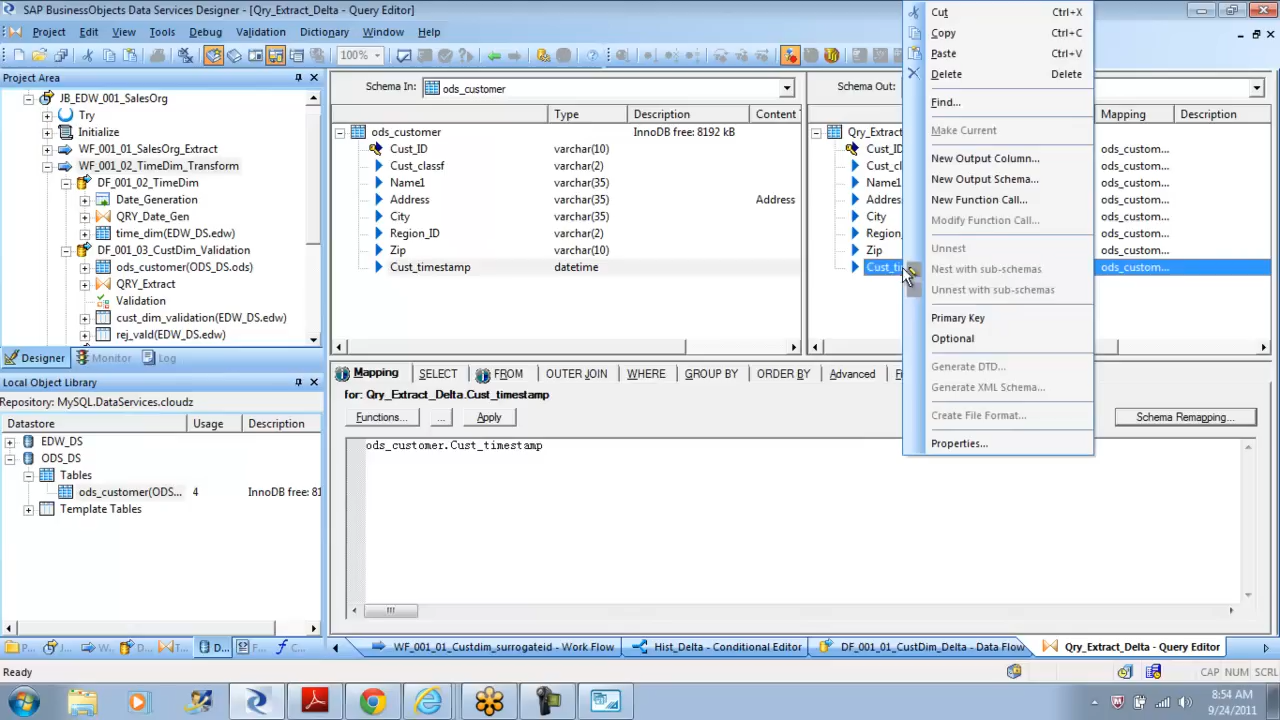 SAP BusinessObjects Data Services Designer - [Qry_Extract_Delta - Query Editor]
Project Edit View Tools Debug Validation Dictionary Window Help
100%
Project Area
JB_EDW_001_SalesOrg
Try
Initialize
WF_001_01_SalesOrg_Extract
WF_001_02_TimeDim_Transform
DF_001_02_TimeDim
Date_Generation
QRY_Date_Gen
time_dim(EDW_DS.edw)
DF_001_03_CustDim_Validation
ods_customer(ODS_DS.ods)
QRY_Extract
Validation
cust_dim_validation(EDW_DS.edw)
rej_vald(EDW_DS.edw)
Designer Monitor Log
Local Object Library
Repository: MySQL.DataServices.cloudz
Datastore Usage Description
EDW_DS
ODS_DS
Tables
ods_customer(ODS... 4 InnoDB free: 81
Template Tables
P... J... W... D... T... D... F... C...
Schema In: ods_customer
Type Description Content
ods_customer InnoDB free: 8192 kB
Cust_ID varchar(10)
Cust_classf varchar(2)
Name1 varchar(35)
Address varchar(35) Address
City varchar(35)
Region_ID varchar(2)
Zip varchar(10)
Cust_timestamp datetime
Schema Out:
Mapping Description
Qry_Extract
Cust_ID ods_custom...
Cust_cl ods_custom...
Name1 ods_custom...
Addres ods_custom...
City ods_custom...
Region_ ods_custom...
Zip ods_custom...
Cust_ti ods_custom...
Cut Ctrl+X
Copy Ctrl+C
Paste Ctrl+V
Delete Delete
Find...
Make Current
New Output Column...
New Output Schema...
New Function Call...
Modify Function Call...
Unnest
Nest with sub-schemas
Unnest with sub-schemas
Primary Key
Optional
Generate DTD...
Generate XML Schema...
Create File Format...
Properties...
Mapping SELECT FROM OUTER JOIN WHERE GROUP BY ORDER BY Advanced F
for: Qry_Extract_Delta.Cust_timestamp
Functions... ... Apply Schema Remapping...
ods_customer.Cust_timestamp
WF_001_01_Custdim_surrogateid - Work Flow Hist_Delta - Conditional Editor DF_001_01_CustDim_Delta - Data Flow Qry_Extract_Delta - Query Editor
Ready CAP NUM SCRL
8:54 AM
9/24/2011